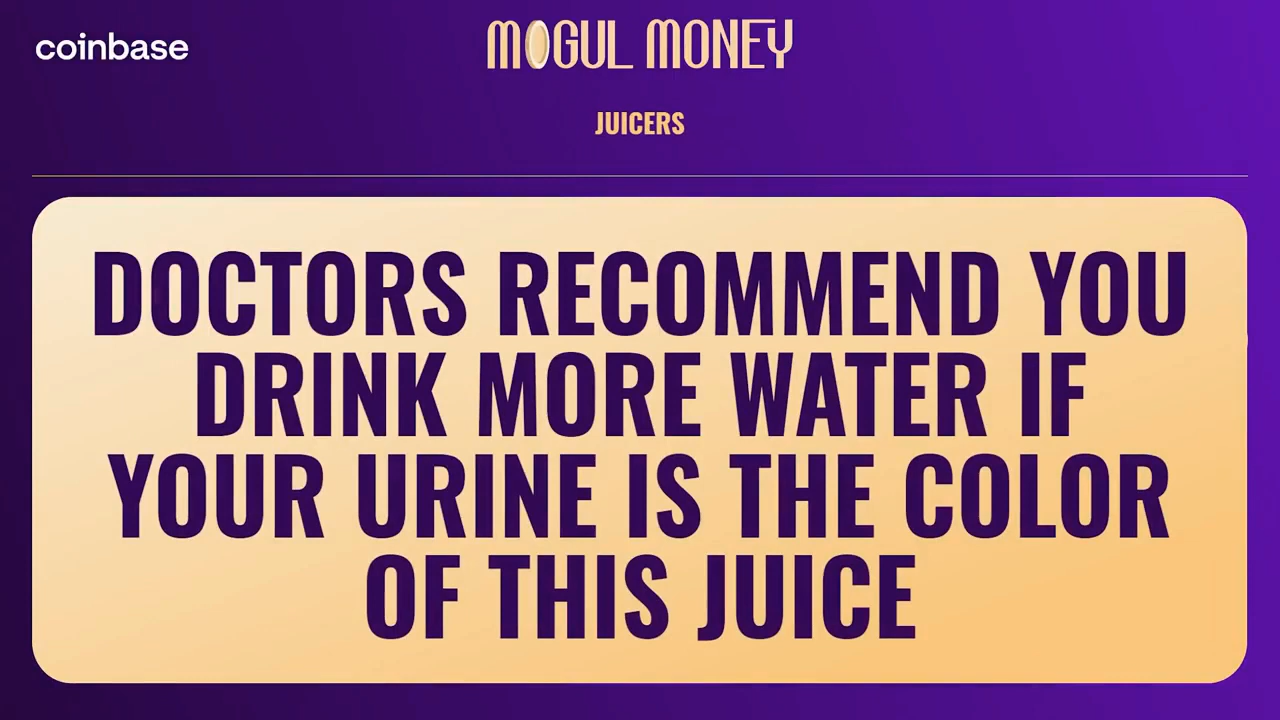 coinbase
MOGUL MONEY
JUICERS
DOCTORS RECOMMEND YOU
DRINK MORE WATER IF
YOUR URINE IS THE COLOR
OF THIS JUICE